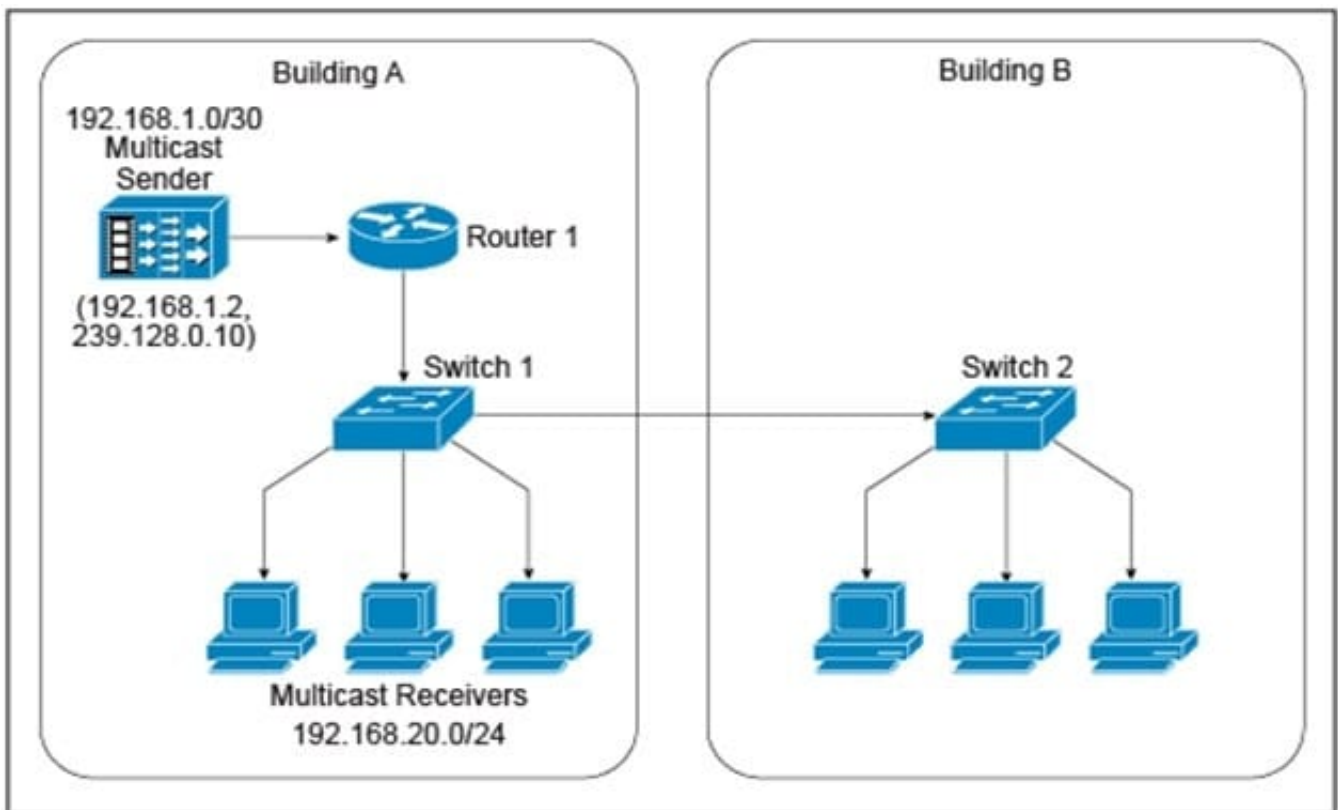 Building A
192.168.1.0/30
Multicast
Sender
Router 1
(192.168.1.2,
239.128.0.10)
Switch 1
Multicast Receivers
192.168.20.0/24
Building B
Switch 2